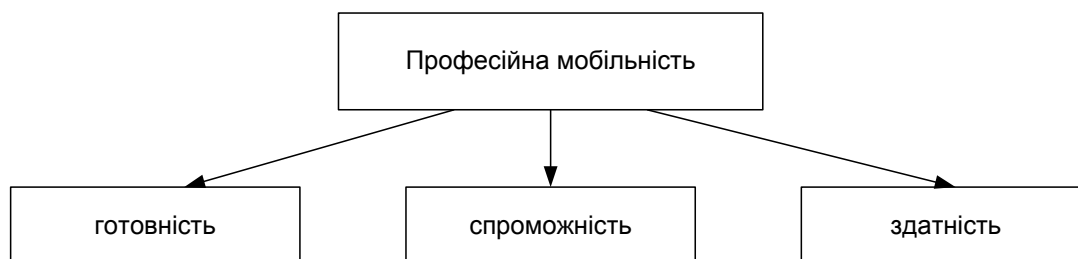 Професійна мобільність
готовність
спроможність
здатність